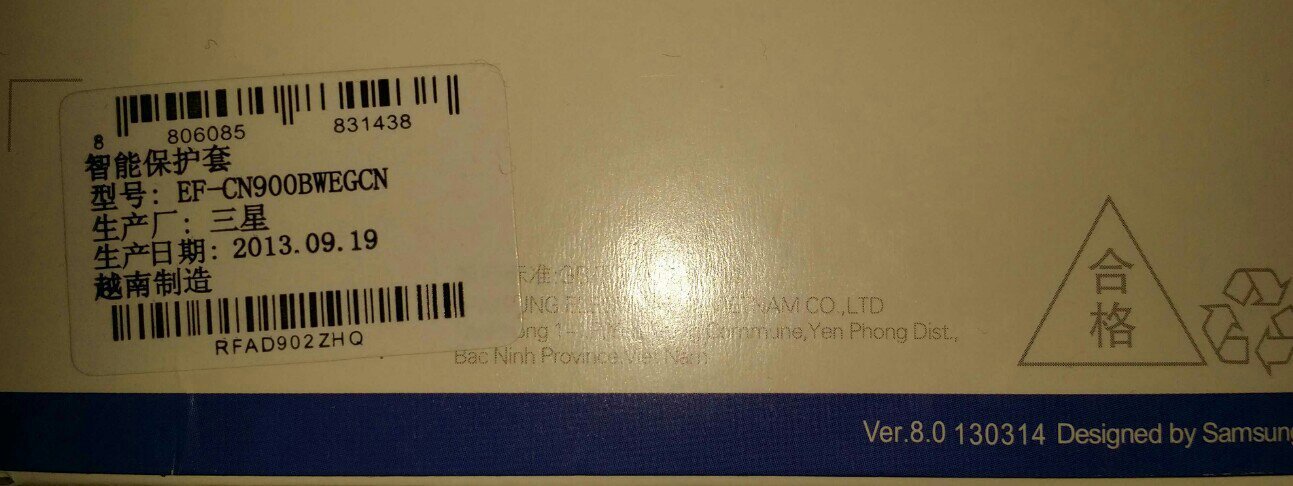 8 806085 831438
智能保护套
型号: EF-CN900BWEGCN
生产厂: 三星
生产日期: 2013.09.19
越南制造
RFAD902ZHQ
VIETNAM CO.,LTD
Commune,Yen Phong Dist.,
Bac Ninh Province,Viet Nam
合格
Ver.8.0 130314 Designed by Samsung